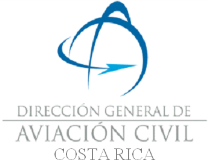 DIRECCIÓN GENERAL DE
AVIACIÓN CIVIL
COSTA RICA